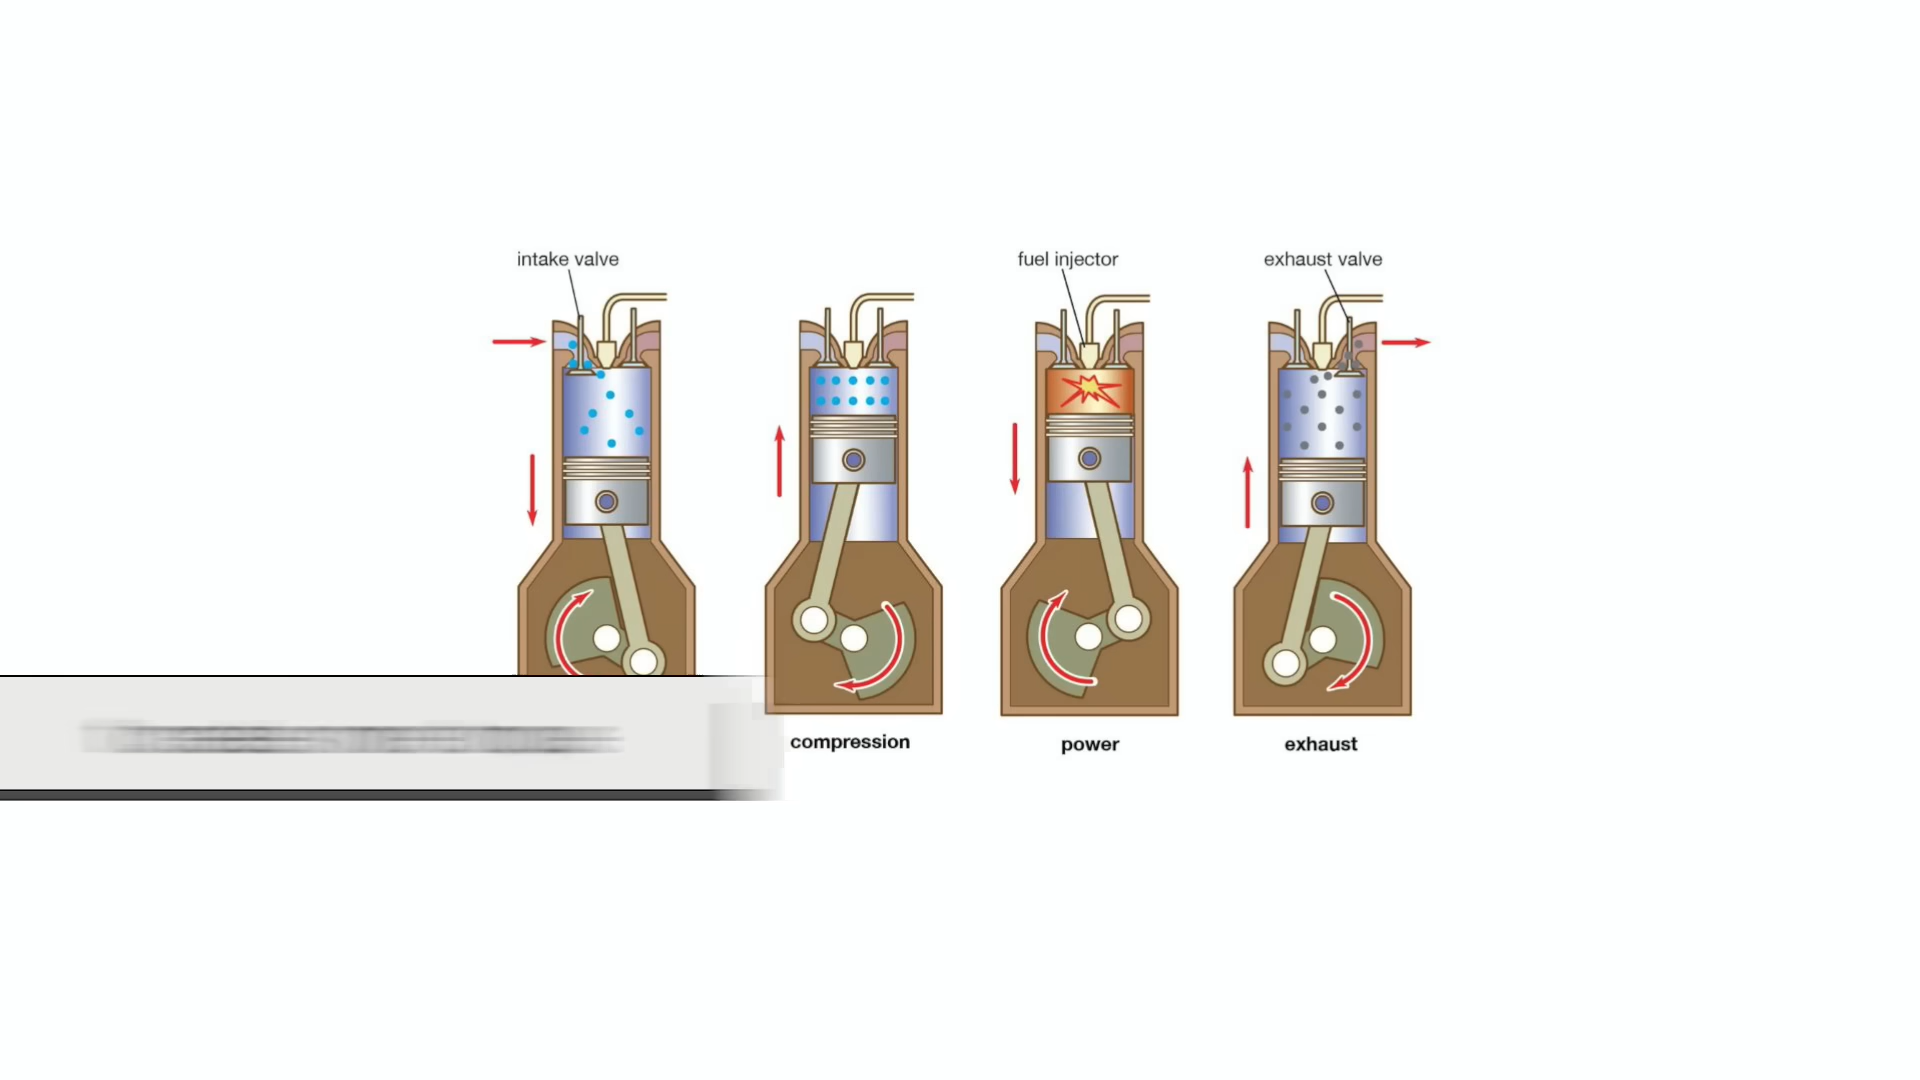 intake valve
fuel injector
exhaust valve
compression
power
exhaust